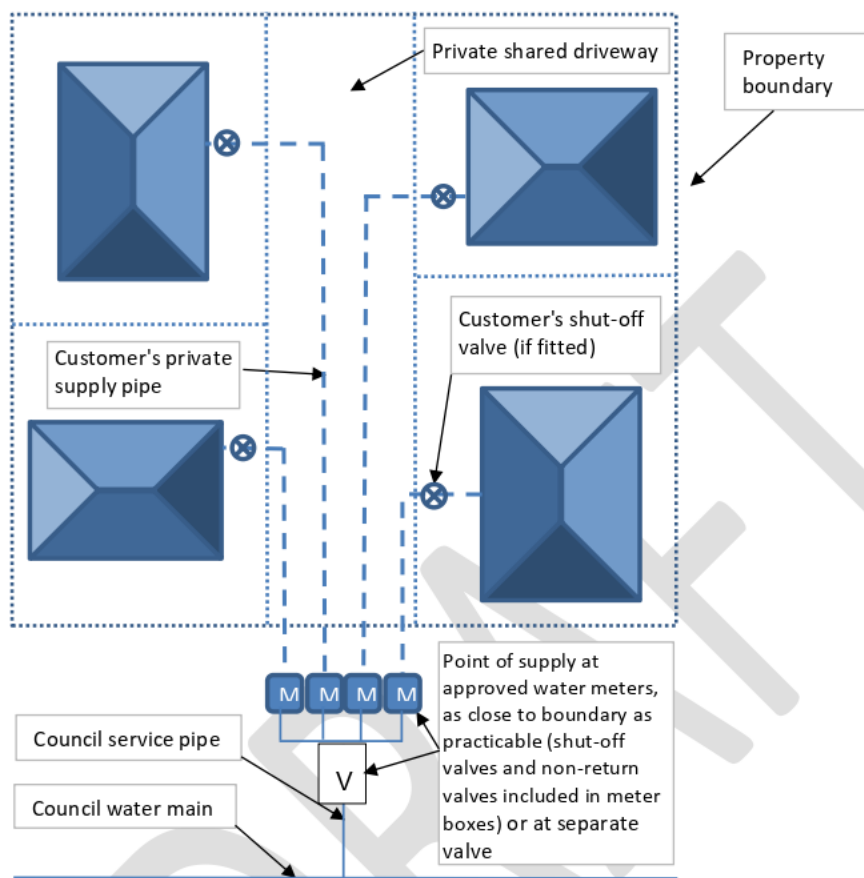 Private shared driveway
Property
boundary
Customer's shut-off
valve (if fitted)
Customer's private
supply pipe
Point of supply at
approved water meters,
as close to boundary as
practicable (shut-off
valves and non-return
valves included in meter
boxes) or at separate
valve
M M M M
V
Council service pipe
Council water main
DRAFT